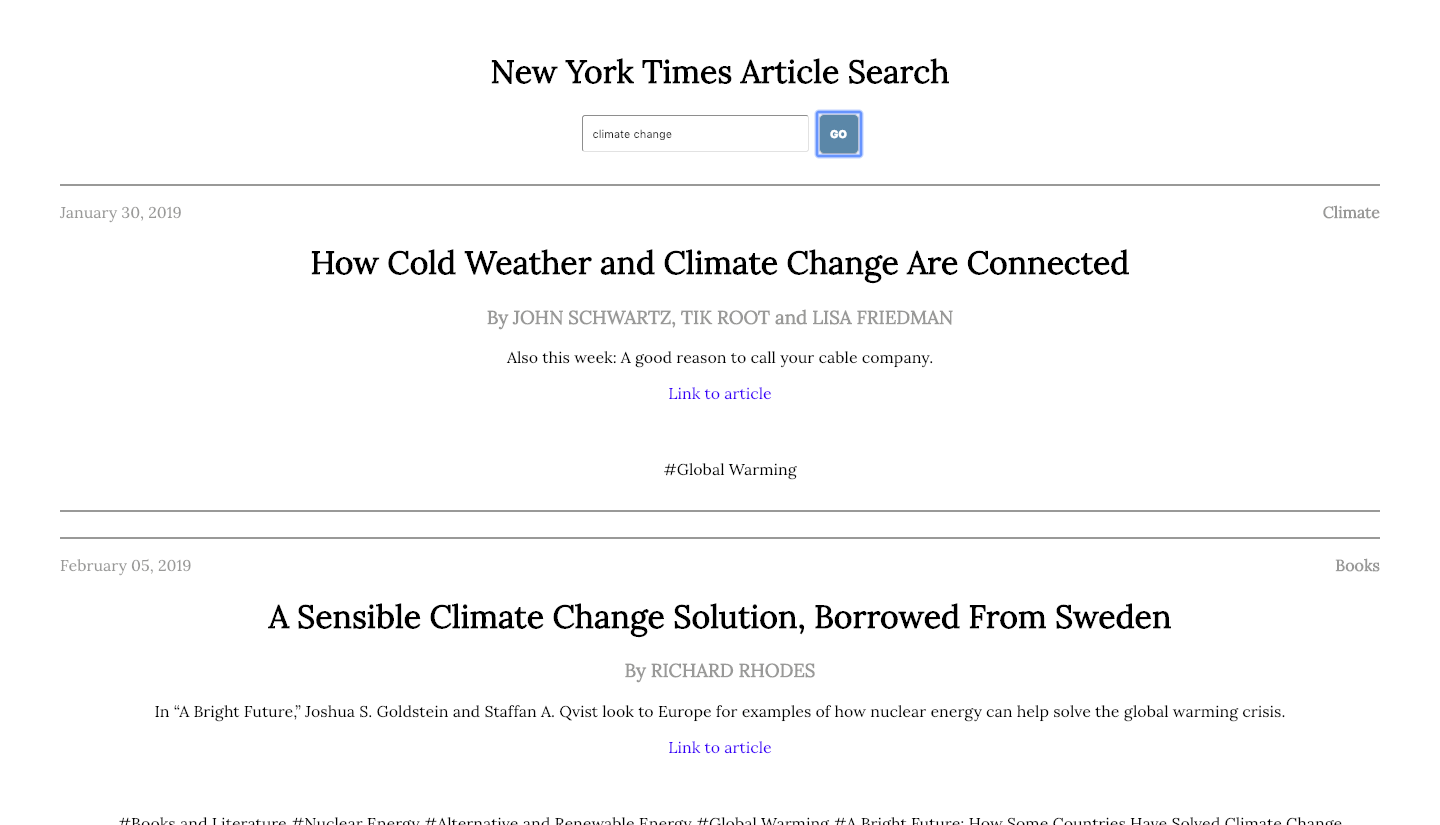 New York Times Article Search
climate change GO
January 30, 2019 Climate
How Cold Weather and Climate Change Are Connected
By JOHN SCHWARTZ, TIK ROOT and LISA FRIEDMAN
Also this week: A good reason to call your cable company.
Link to article
#Global Warming
February 05, 2019 Books
A Sensible Climate Change Solution, Borrowed From Sweden
By RICHARD RHODES
In “A Bright Future,” Joshua S. Goldstein and Staffan A. Qvist look to Europe for examples of how nuclear energy can help solve the global warming crisis.
Link to article
#Books and Literature #Nuclear Energy #Alternative and Renewable Energy #Global Warming #A Bright Future: How Some Countries Have Solved Climate Change